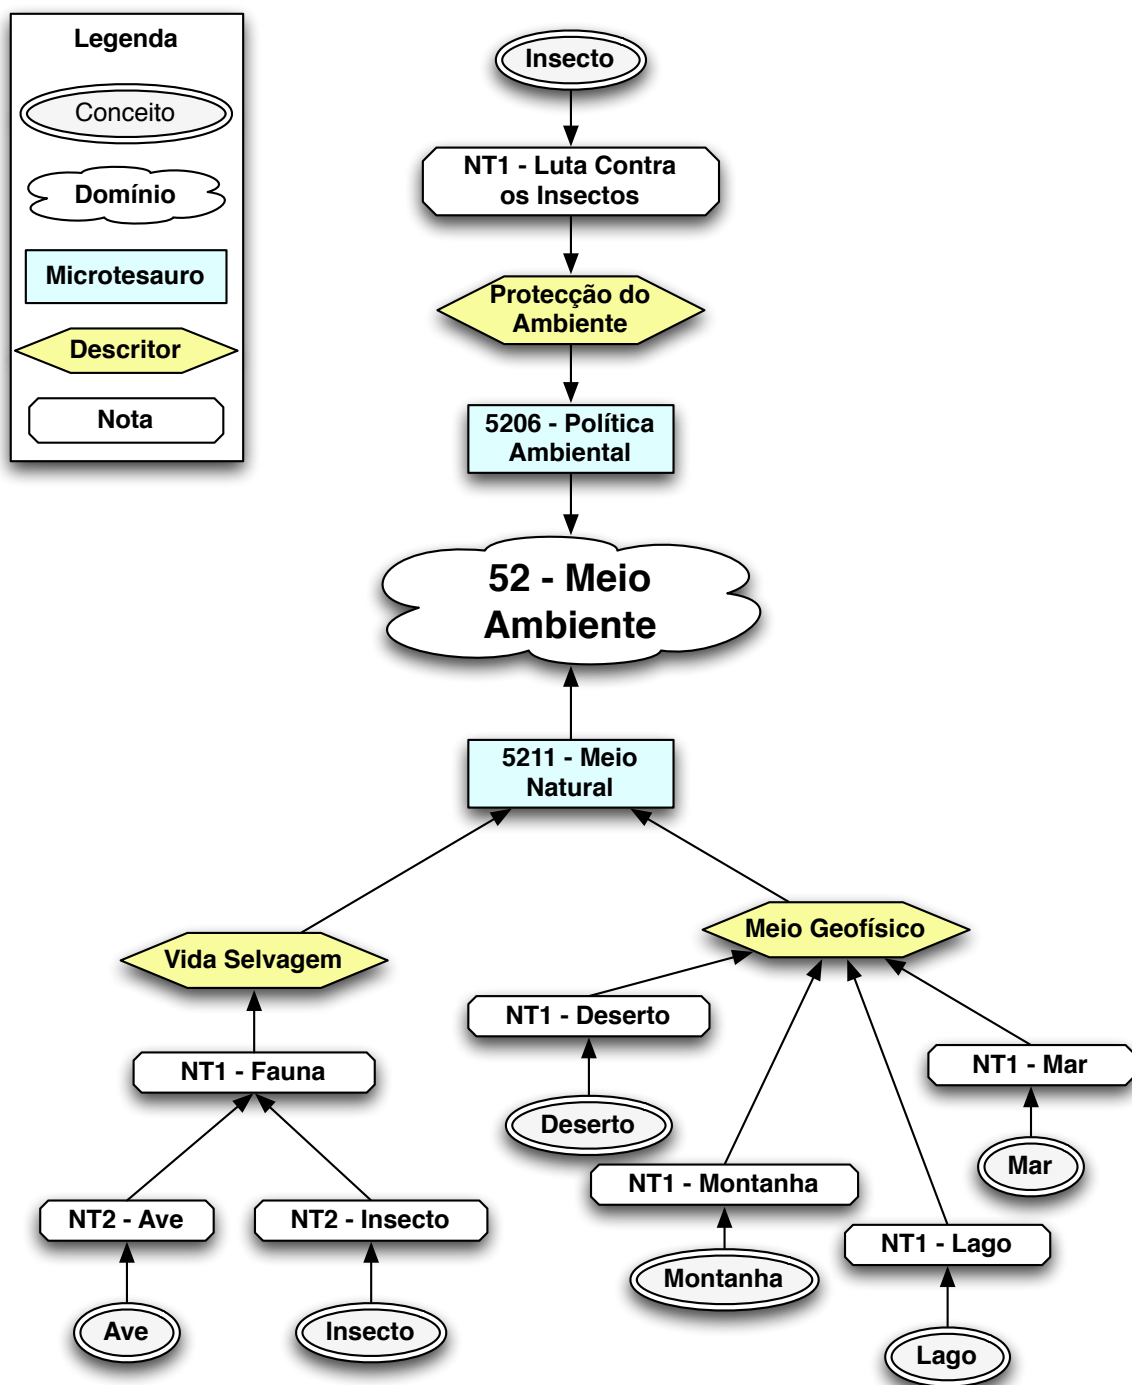 Legenda
Conceito
Domínio
Microtesauro
Descritor
Nota
Insecto
NT1 - Luta Contra
os Insectos
Protecção do
Ambiente
5206 - Política
Ambiental
52 - Meio
Ambiente
5211 - Meio
Natural
Vida Selvagem
Meio Geofísico
NT1 - Fauna
NT1 - Deserto
NT1 - Mar
Deserto
Mar
NT1 - Montanha
NT2 - Ave
NT2 - Insecto
NT1 - Lago
Montanha
Ave
Insecto
Lago